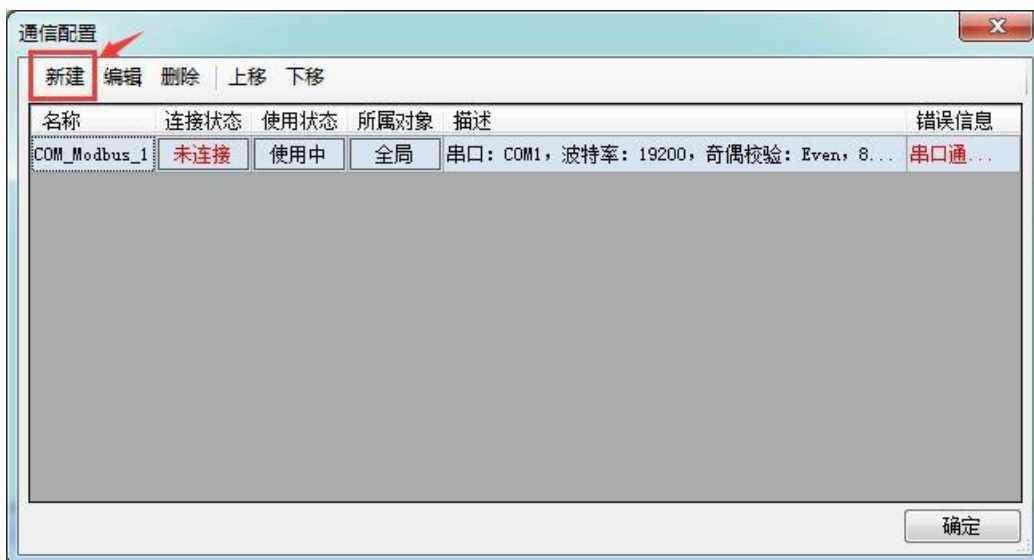 通信配置
新建 编辑 删除 上移 下移
名称 连接状态 使用状态 所属对象 描述 错误信息
COM_Modbus_1 未连接 使用中 全局 串口: COM1，波特率: 19200，奇偶校验: Even，8... 串口通...
确定